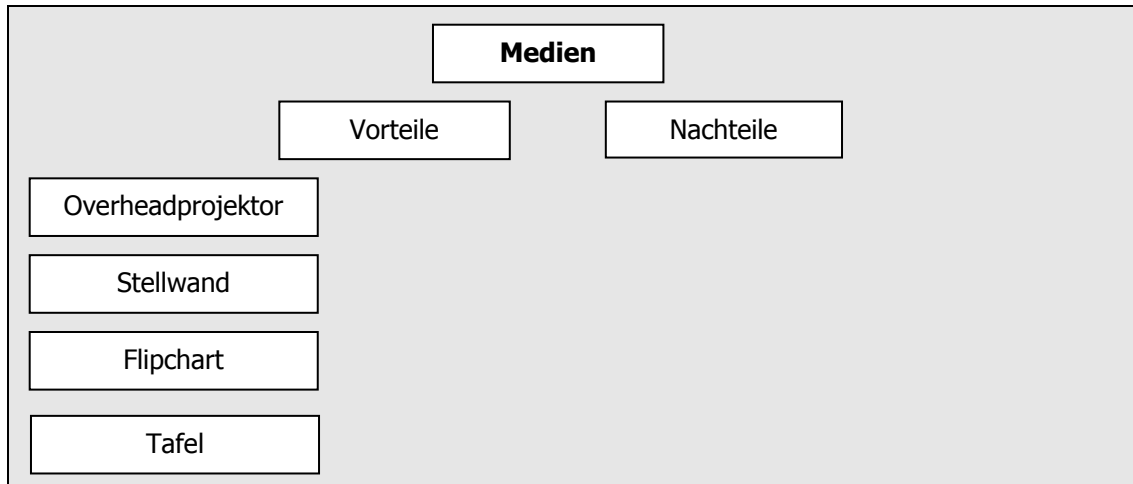 Medien
Vorteile
Nachteile
Overheadprojektor
Stellwand
Flipchart
Tafel